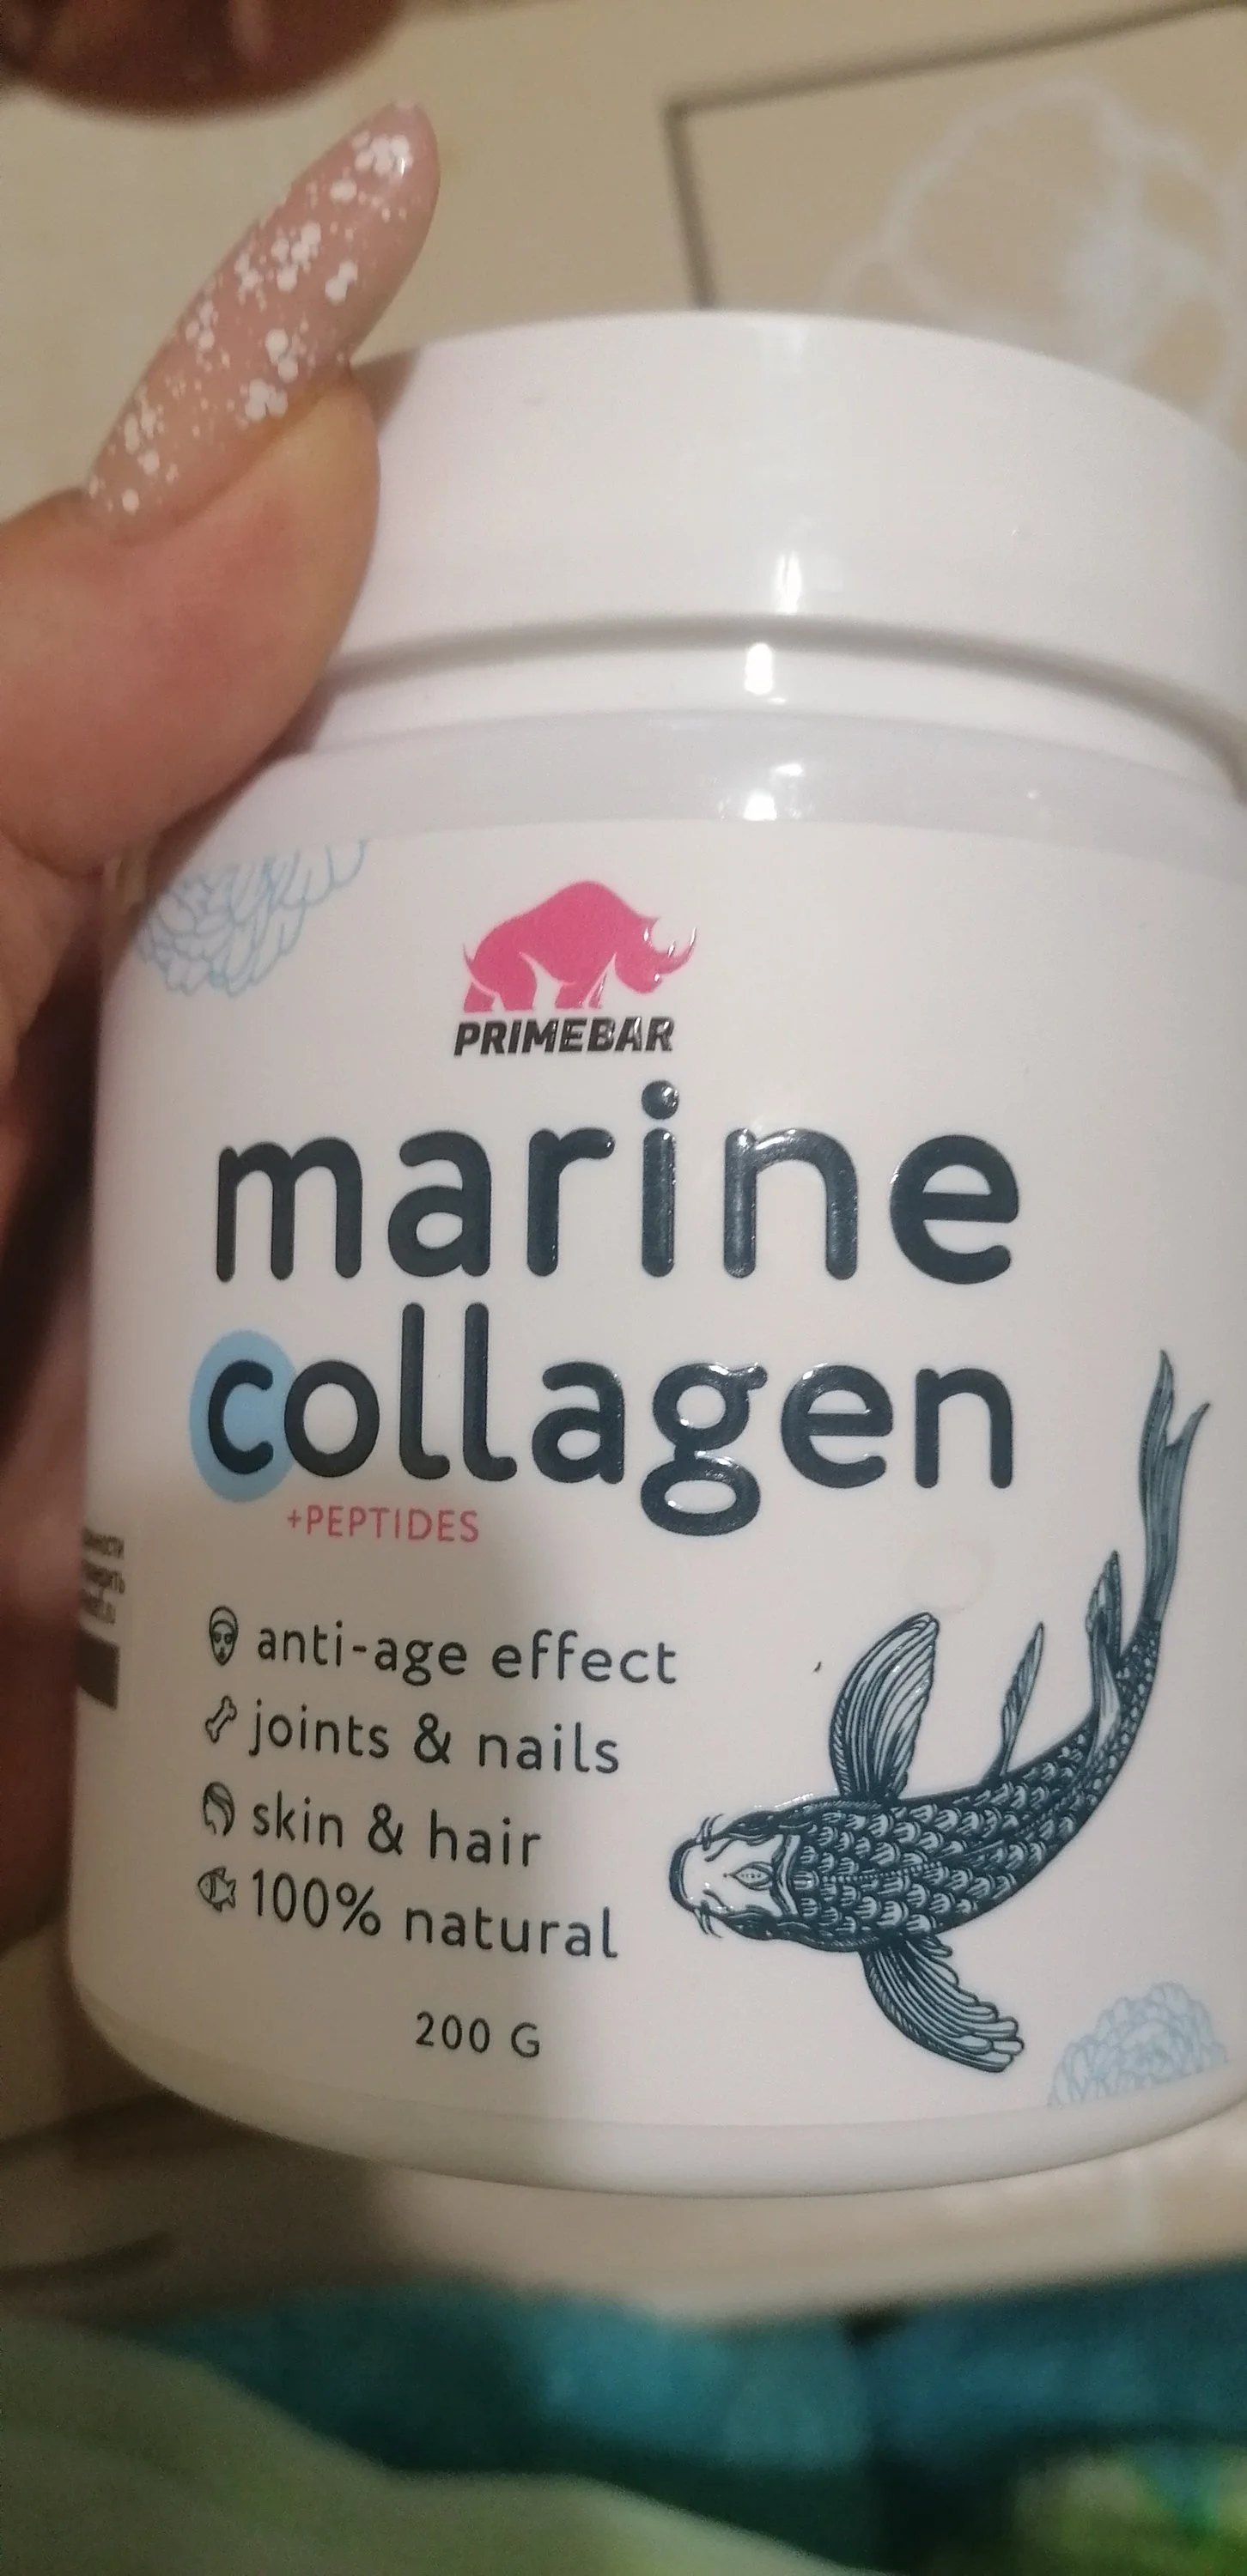 PRIMEBAR
marine
collagen
+PEPTIDES
anti-age effect
joints & nails
skin & hair
100% natural
200 G